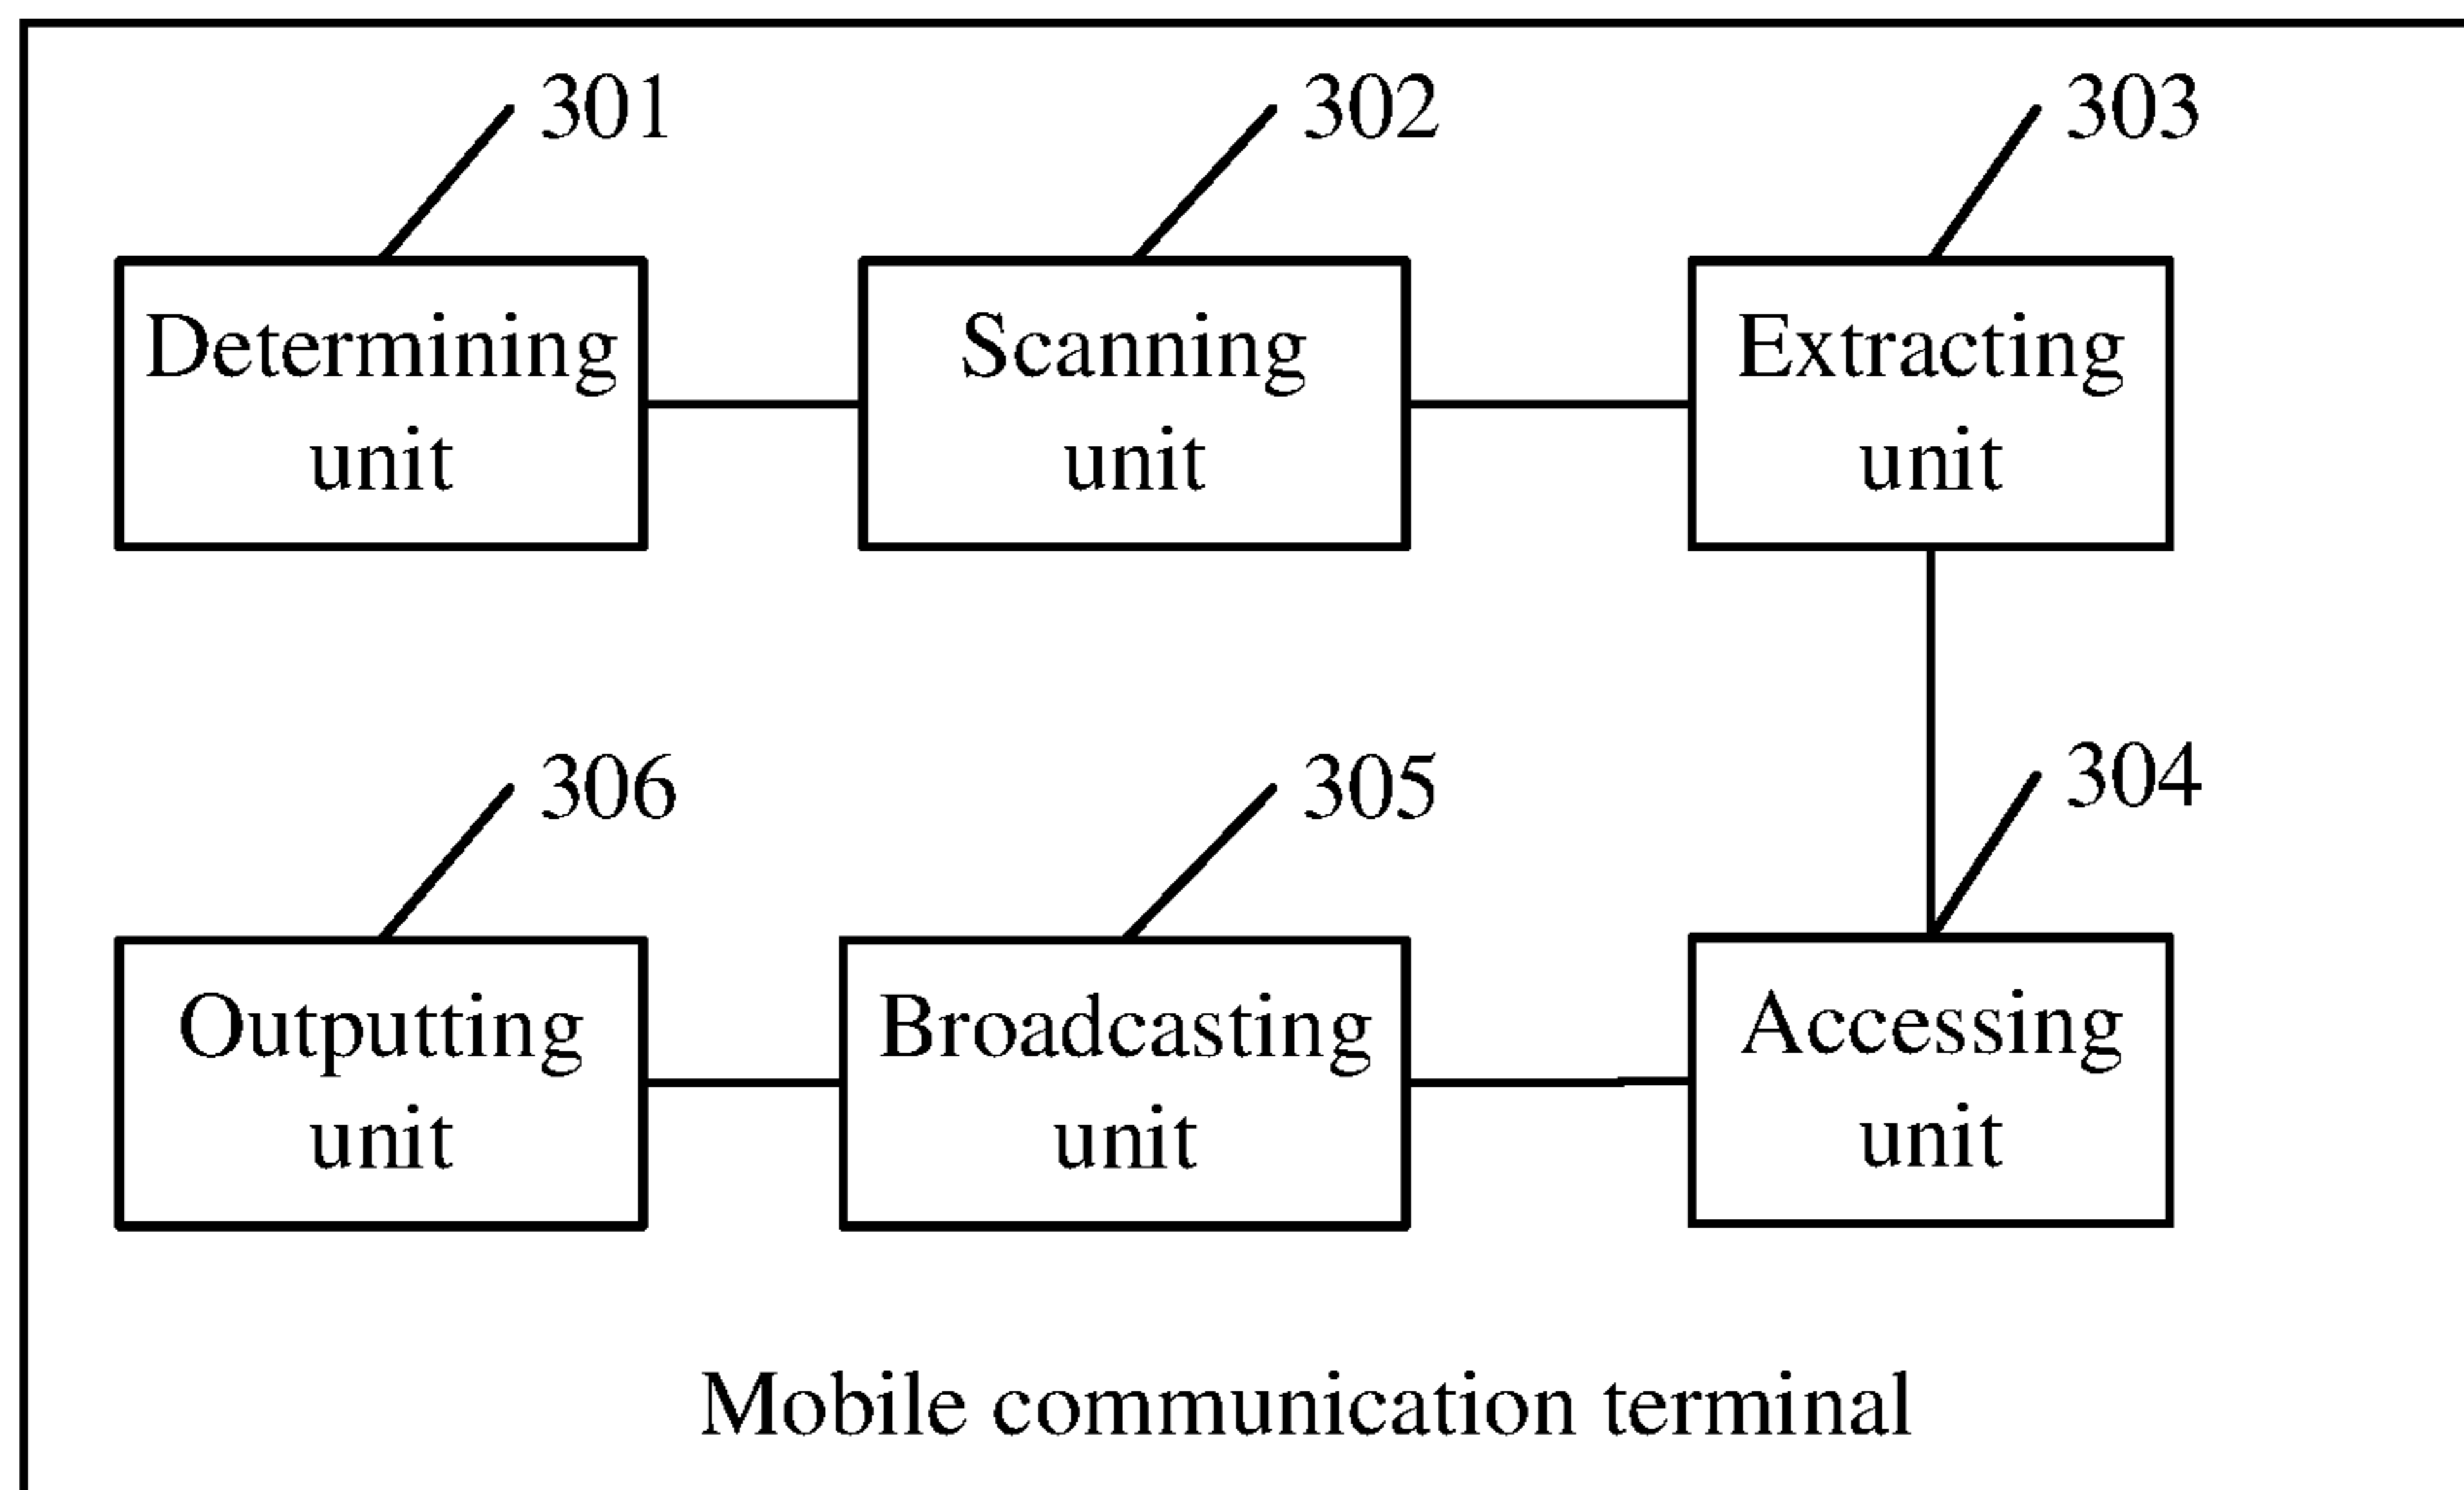 301
302
303
Determining
unit
Scanning
unit
Extracting
unit
306
305
304
Outputting
unit
Broadcasting
unit
Accessing
unit
Mobile communication terminal